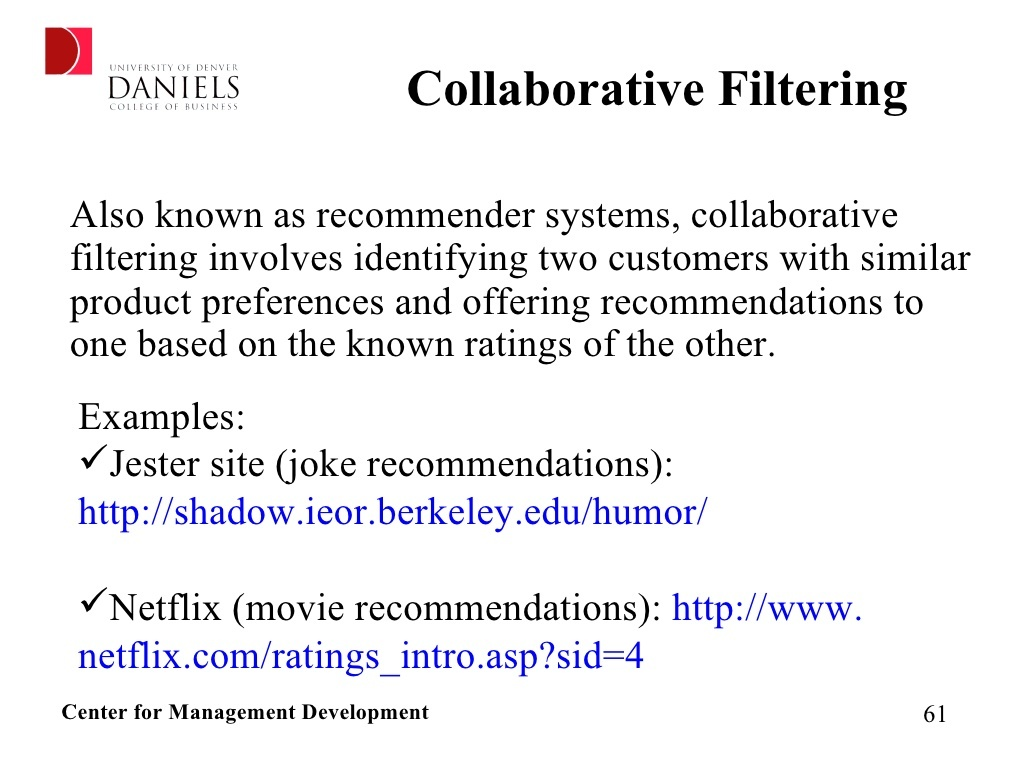 UNIVERSITY OF DENVER
DANIELS
COLLEGE OF BUSINESS
Collaborative Filtering
Also known as recommender systems, collaborative
filtering involves identifying two customers with similar
product preferences and offering recommendations to
one based on the known ratings of the other.
Examples:
✓Jester site (joke recommendations):
http://shadow.ieor.berkeley.edu/humor/
✓Netflix (movie recommendations): http://www.
netflix.com/ratings_intro.asp?sid=4
Center for Management Development
61